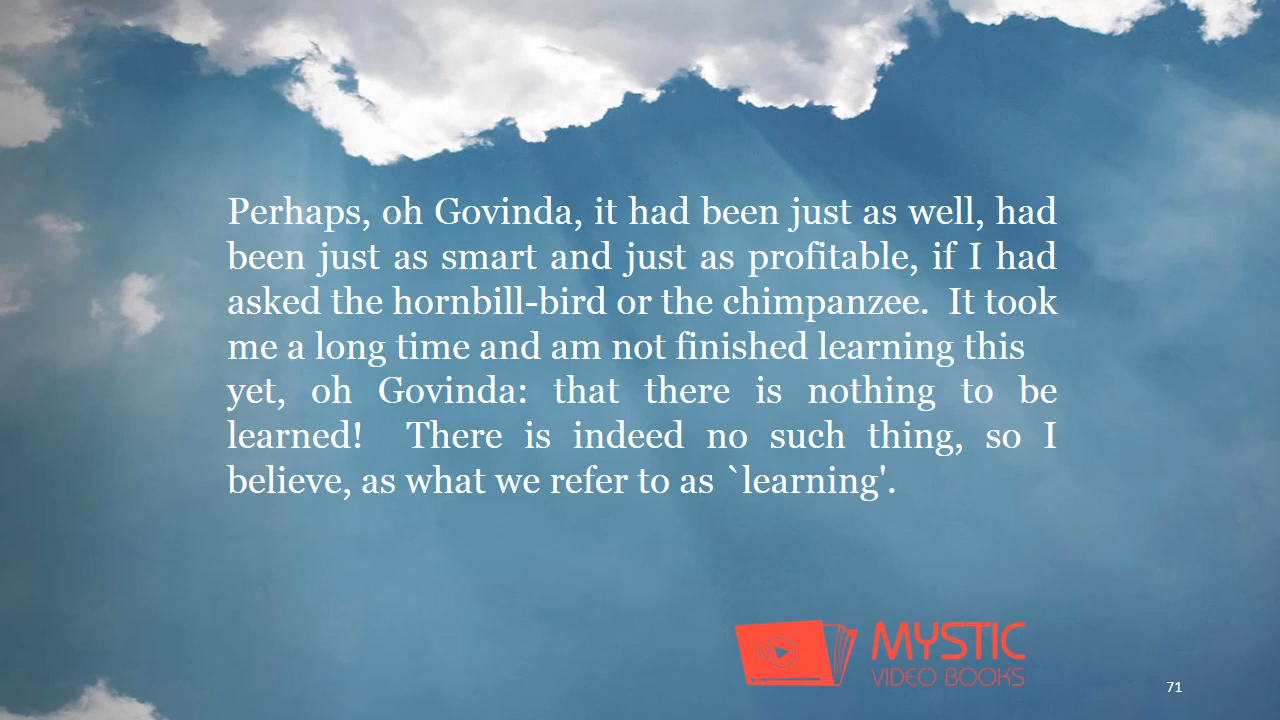 Perhaps, oh Govinda, it had been just as well, had
been just as smart and just as profitable, if I had
asked the hornbill-bird or the chimpanzee.  It took
me a long time and am not finished learning this
yet, oh Govinda: that there is nothing to be
learned!  There is indeed no such thing, so I
believe, as what we refer to as `learning'.
MYSTIC
VIDEO BOOKS
71